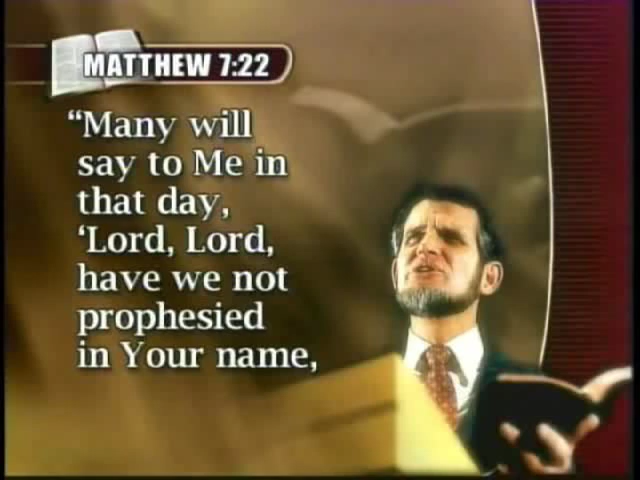 MATTHEW 7:22
“Many will
say to Me in
that day,
‘Lord, Lord,
have we not
prophesied
in Your name,